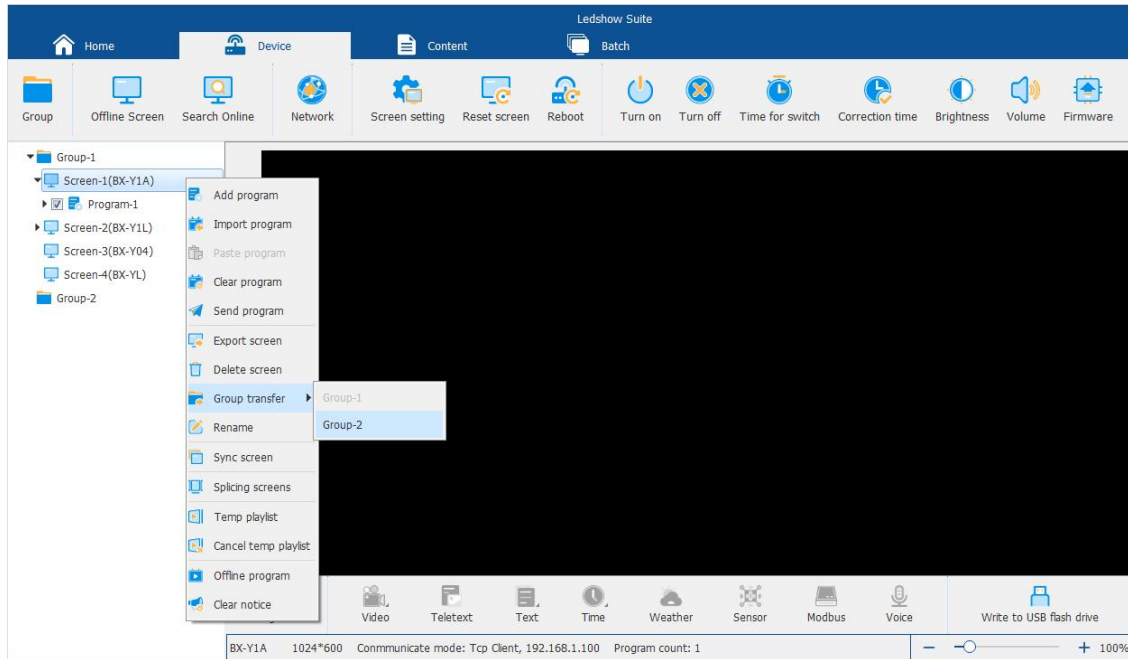 Ledshow Suite
Home Device Content Batch
Group Offline Screen Search Online Network Screen setting Reset screen Reboot Turn on Turn off Time for switch Correction time Brightness Volume Firmware
Group-1
Screen-1(BX-Y1A)
Program-1
Screen-2(BX-Y1L)
Screen-3(BX-Y04)
Screen-4(BX-YL)
Group-2
Add program
Import program
Paste program
Clear program
Send program
Export screen
Delete screen
Group transfer
Rename
Sync screen
Splicing screens
Temp playlist
Cancel temp playlist
Offline program
Clear notice
Group-1
Group-2
Video Teletext Text Time Weather Sensor Modbus Voice Write to USB flash drive
BX-Y1A 1024*600 Conmmunicate mode: Tcp Client, 192.168.1.100 Program count: 1 100%